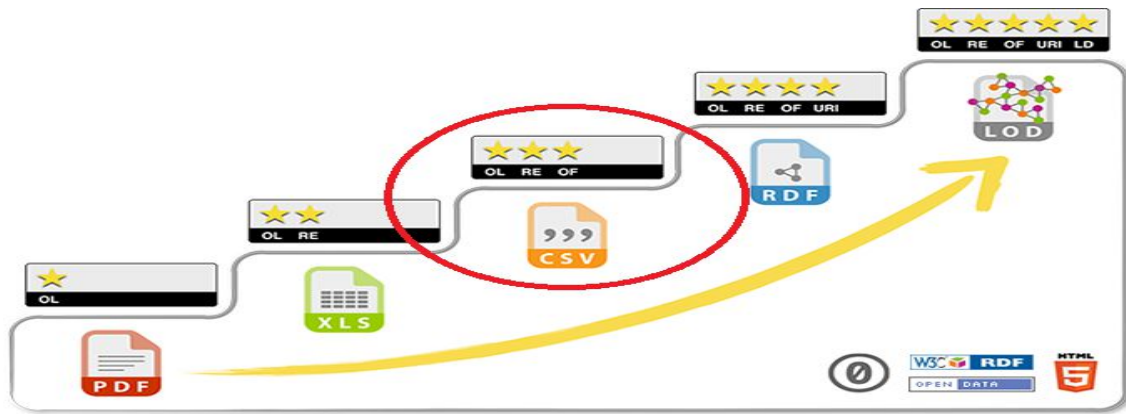 OL RE OF URI LD
LOD
OL RE OF URI
RDF
OL RE OF
,,,
CSV
OL RE
XLS
OL
PDF
0
W3C RDF
OPEN DATA
HTML
5